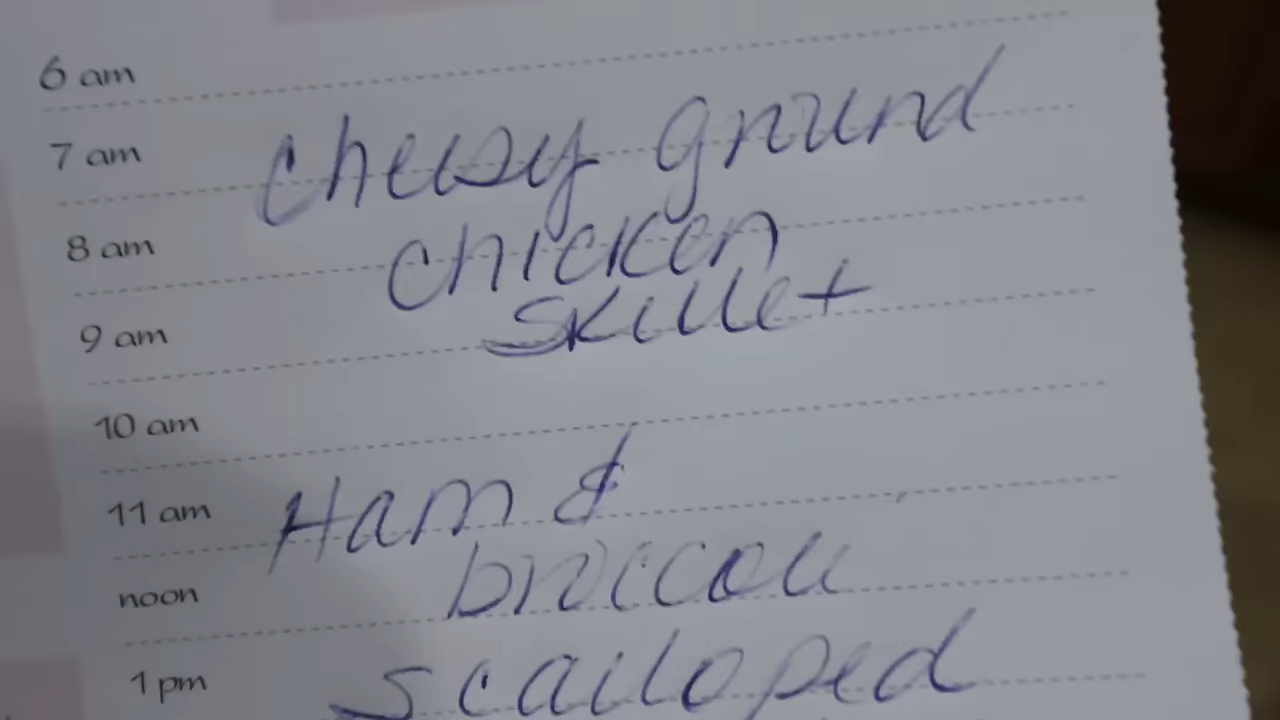 6 am
7 am
cheesy ground
8 am
chicken
9 am
skillet
10 am
11 am
Ham &
noon
broccoli
1 pm
scalloped